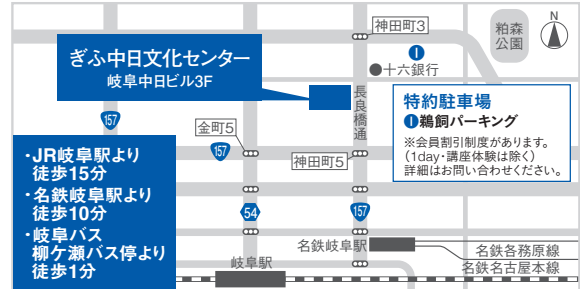 神田町3
粕森
公園
N
ぎふ中日文化センター
岐阜中日ビル3F
1
●十六銀行
長良橋通
特約駐車場
1鵜飼パーキング
※会員割引制度があります。
（1day・講座体験は除く）
詳細はお問い合わせください。
157
金町5
157
神田町5
・JR岐阜駅より
徒歩15分
・名鉄岐阜駅より
徒歩10分
・岐阜バス
柳ケ瀬バス停より
徒歩1分
54
157
名鉄岐阜駅
岐阜駅
名鉄各務原線
名鉄名古屋本線